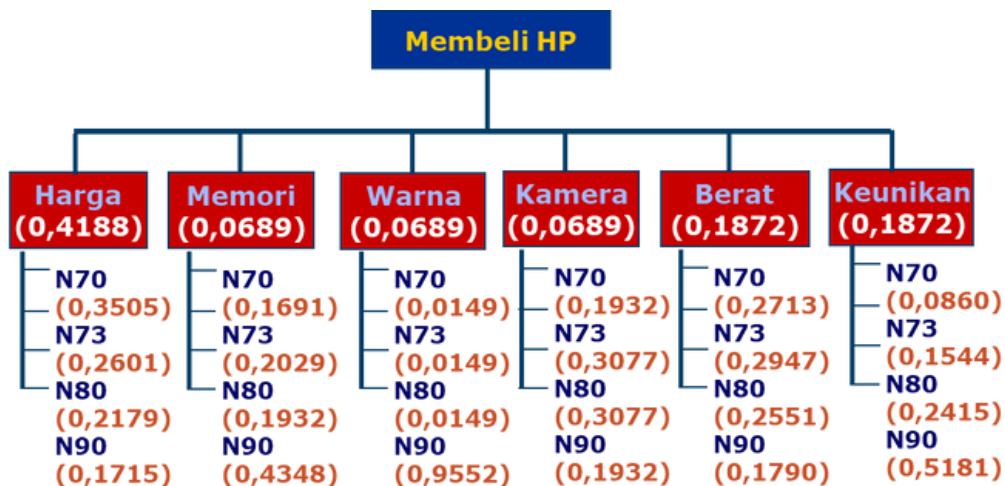 Membeli HP
Harga
(0,4188)
N70
(0,3505)
N73
(0,2601)
N80
(0,2179)
N90
(0,1715)
Memori
(0,0689)
N70
(0,1691)
N73
(0,2029)
N80
(0,1932)
N90
(0,4348)
Warna
(0,0689)
N70
(0,0149)
N73
(0,0149)
N80
(0,0149)
N90
(0,9552)
Kamera
(0,0689)
N70
(0,1932)
N73
(0,3077)
N80
(0,3077)
N90
(0,1932)
Berat
(0,1872)
N70
(0,2713)
N73
(0,2947)
N80
(0,2551)
N90
(0,1790)
Keunikan
(0,1872)
N70
(0,0860)
N73
(0,1544)
N80
(0,2415)
N90
(0,5181)